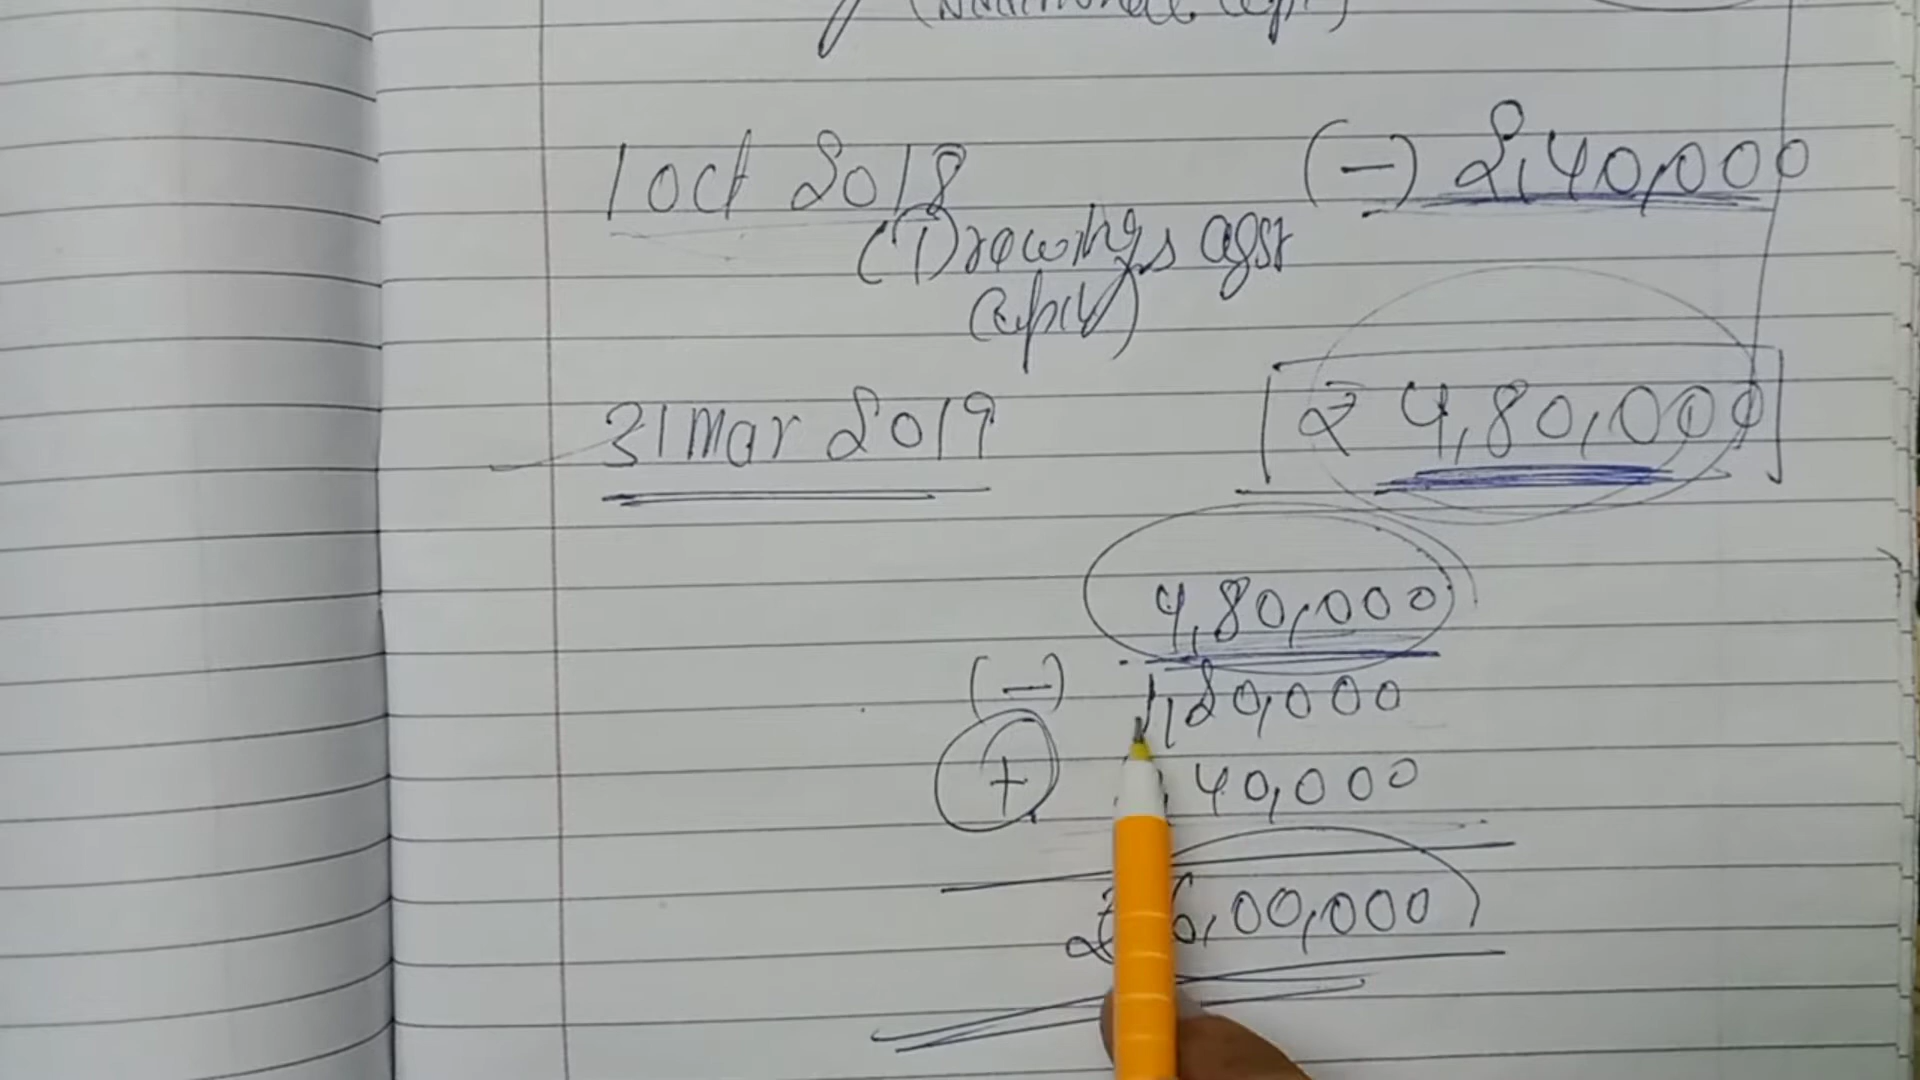 1 Oct 2018 (-) 2,40,000
(Drawings agst
Capital)
31 Mar 2019 ₹ 4,80,000
4,80,000
(-) 1,20,000
+ 40,000
₹ 6,00,000